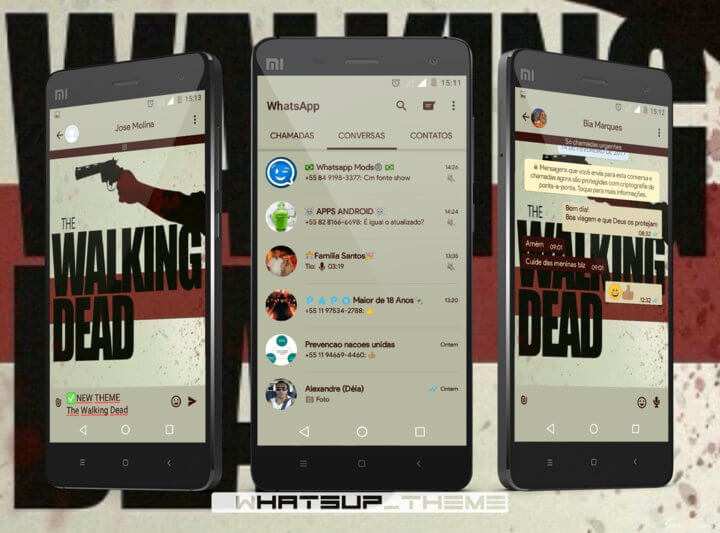 WALKING
MI
15:13
Jose Molina
THE
WALKING
DEAD
✅NEW THEME
The Walking Dead
MI
15:11
WhatsApp
CHAMADAS CONVERSAS CONTATOS
Whatsapp Mods® 14:26
+55 84 9198-3377: Cm fonte show
APPS ANDROID 14:24
+55 82 8166-6698: E igual o atualizado?
Família Santos 13:35
Tio: 03:19
PAPO Maior de 18 Anos 13:20
+55 11 97534-2788: 👍
Prevencao nacoes unidas Ontem
+55 11 94669-4460: 👍
Alexandre (Déia) Ontem
Foto
MI
15:12
Bia Marques
Só chamadas urgentes
Mensagens que você envia para esta conversa e
chamadas agora são protegidas com criptografia de
ponta-a-ponta. Toque para mais informações.
Bom dia!
Boa viagem e que Deus os protejam
08:32
Amém 09:01
Cuide das meninas blz 09:01
😀👍 12:32
THE
WALKING
DEAD
WHATSUP_THEME